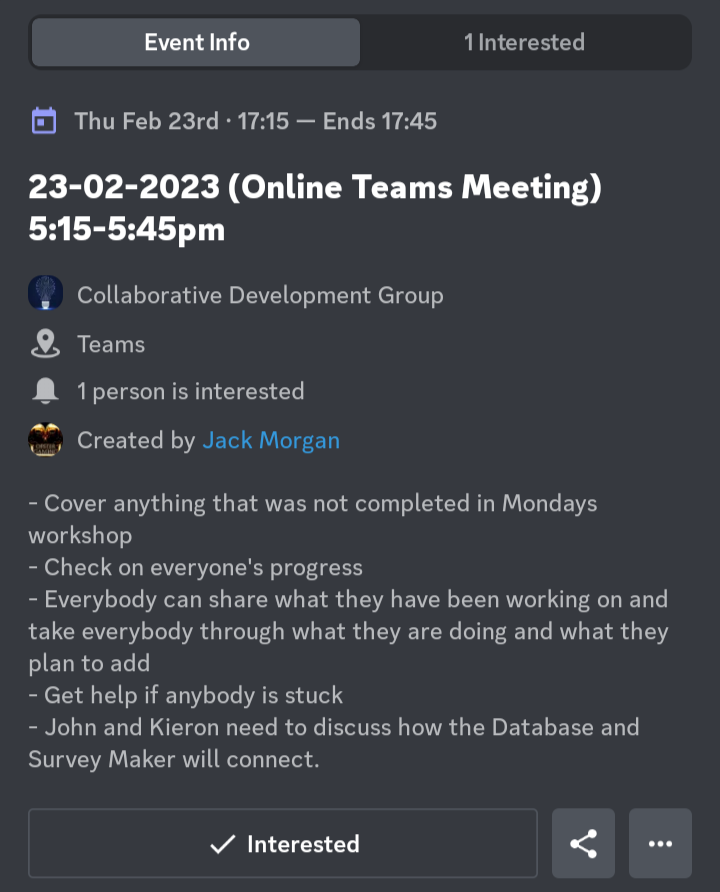 Event Info
1 Interested
Thu Feb 23rd · 17:15 — Ends 17:45
23-02-2023 (Online Teams Meeting)
5:15-5:45pm
Collaborative Development Group
Teams
1 person is interested
Created by Jack Morgan
- Cover anything that was not completed in Mondays
workshop
- Check on everyone's progress
- Everybody can share what they have been working on and
take everybody through what they are doing and what they
plan to add
- Get help if anybody is stuck
- John and Kieron need to discuss how the Database and
Survey Maker will connect.
Interested